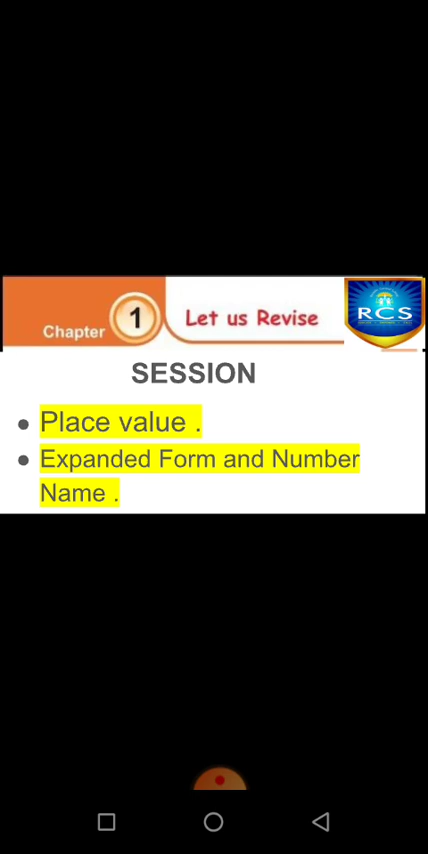 Chapter 1 Let us Revise
RCS
SESSION
● Place value .
● Expanded Form and Number
Name .